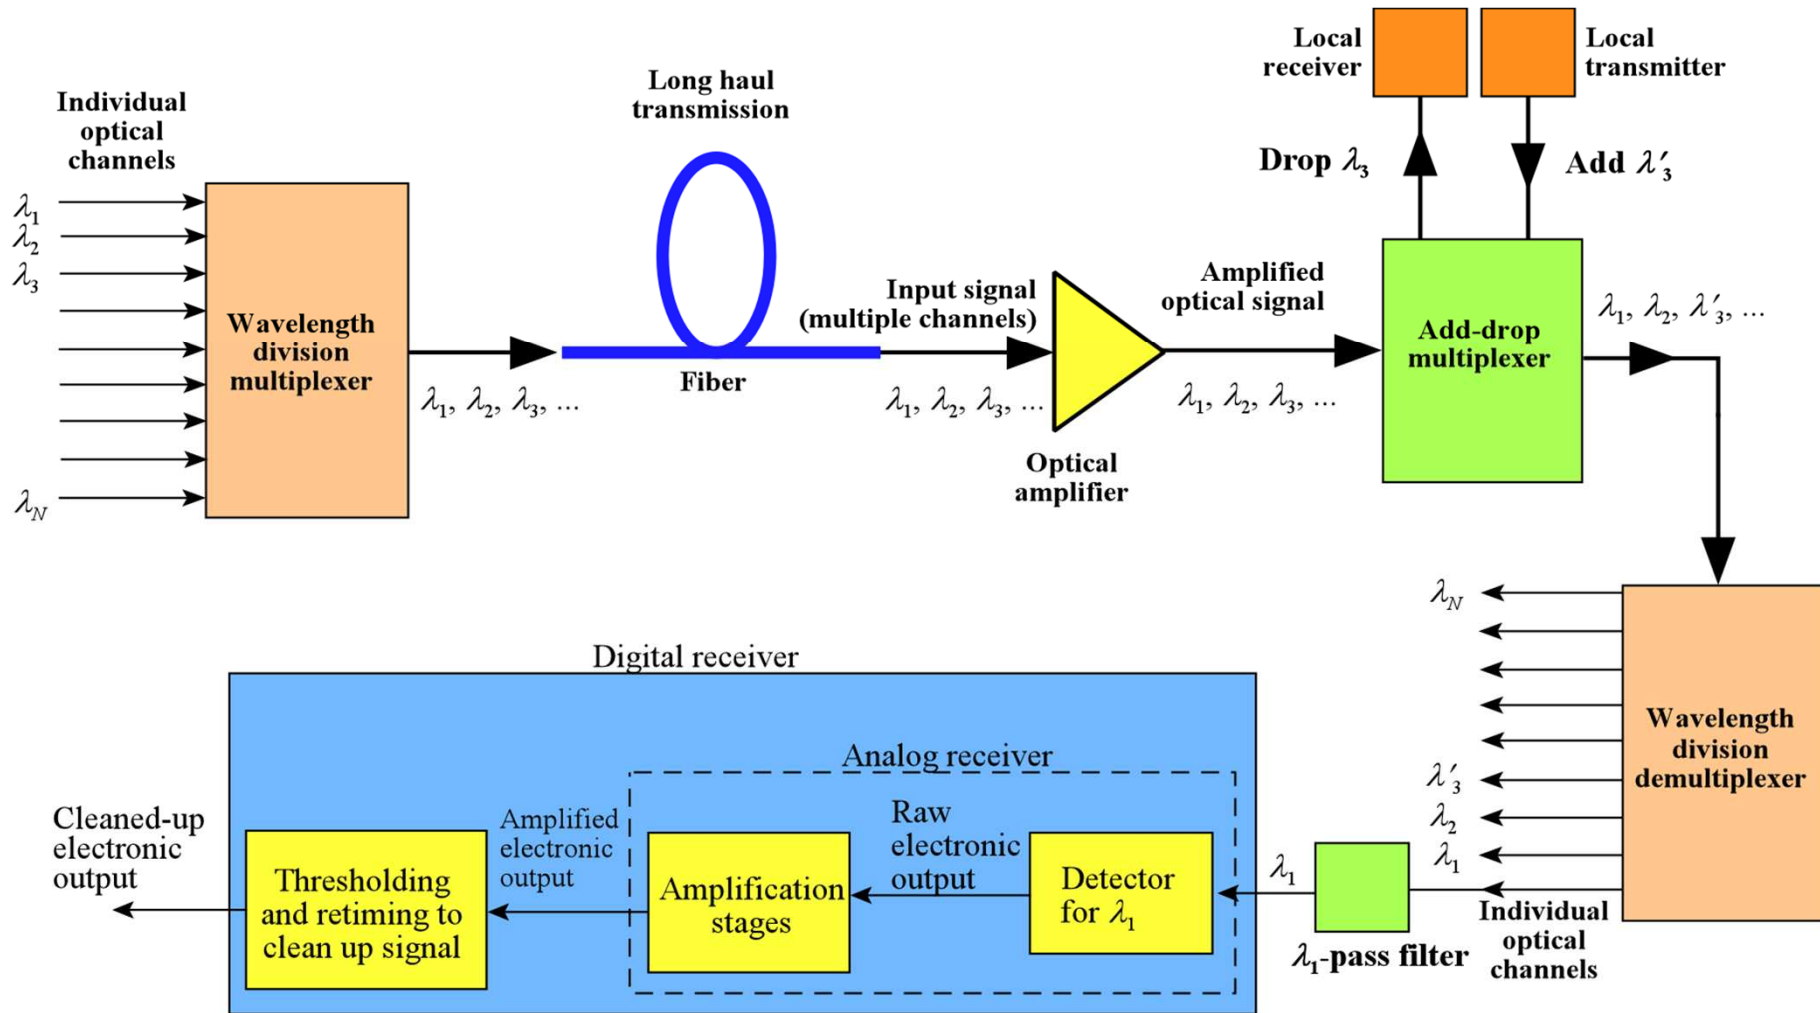 Individual
optical
channels
λ₁
λ₂
λ₃
λN
Wavelength
division
multiplexer
λ₁, λ₂, λ₃, ...
Long haul
transmission
Fiber
Input signal
(multiple channels)
λ₁, λ₂, λ₃, ...
Optical
amplifier
Amplified
optical signal
λ₁, λ₂, λ₃, ...
Local
receiver
Local
transmitter
Drop λ₃
Add λ′₃
Add-drop
multiplexer
λ₁, λ₂, λ′₃, ...
Wavelength
division
demultiplexer
λN
λ′₃
λ₂
λ₁
Individual
optical
channels
λ₁-pass filter
λ₁
Digital receiver
Analog receiver
Detector
for λ₁
Raw
electronic
output
Amplification
stages
Amplified
electronic
output
Thresholding
and retiming to
clean up signal
Cleaned-up
electronic
output